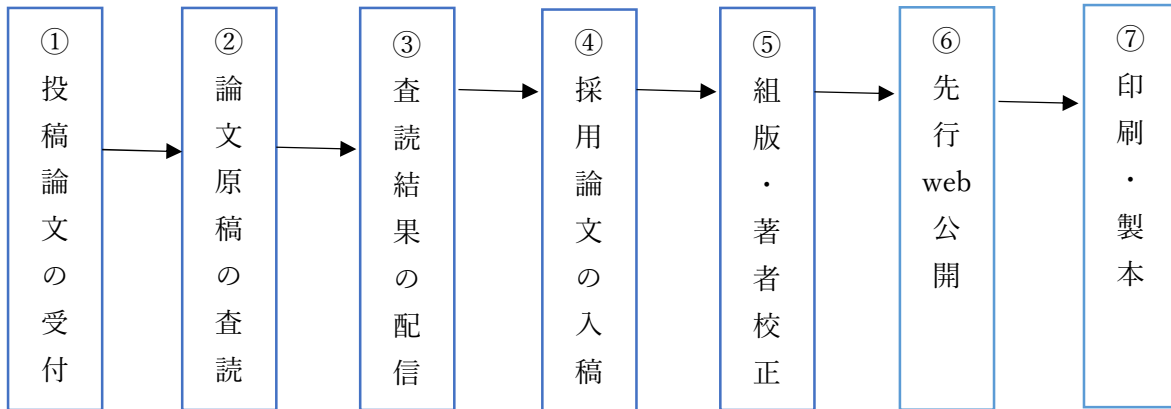 ①投稿論文の受付
②論文原稿の査読
③査読結果の配信
④採用論文の入稿
⑤組版・著者校正
⑥先行web公開
⑦印刷・製本